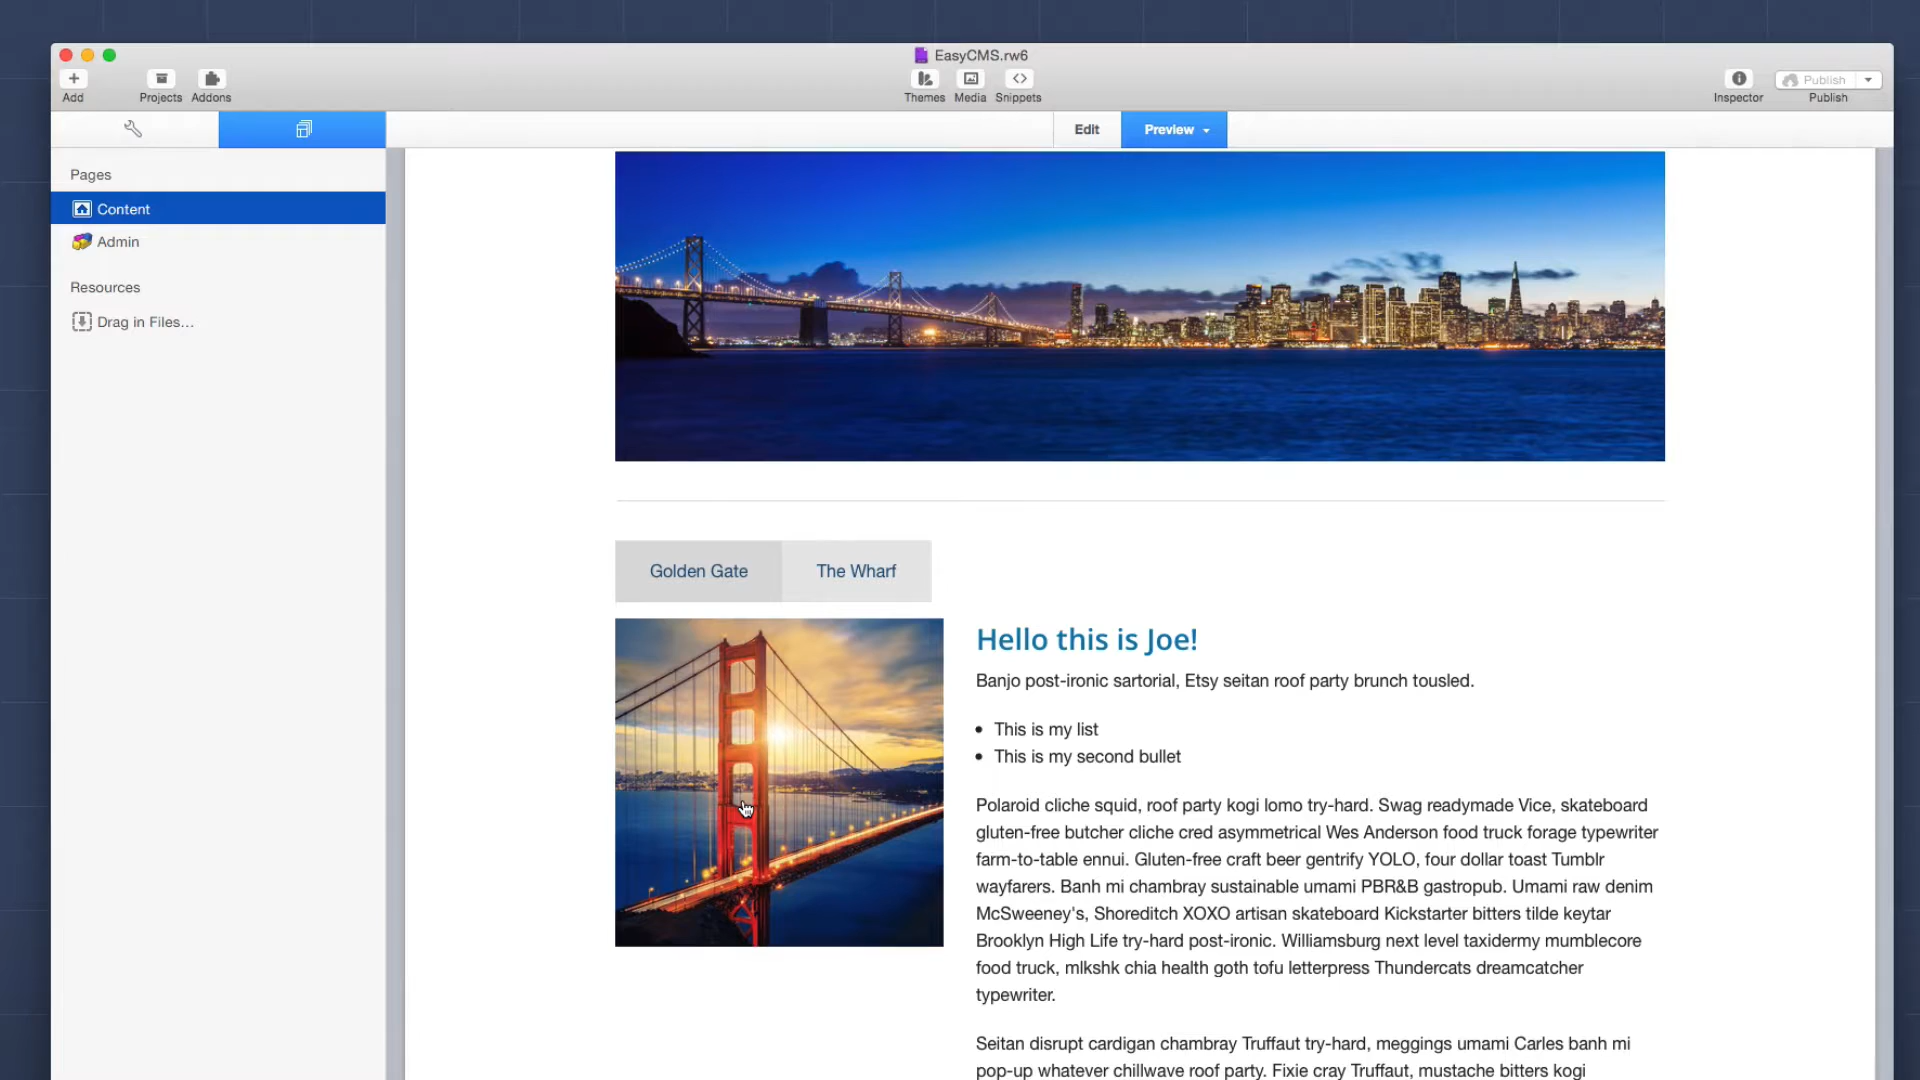 EasyCMS.rw6
Add
Projects
Addons
Themes
Media
Snippets
Inspector
Publish
Publish
Edit
Preview
Pages
Content
Admin
Resources
Drag in Files...
Golden Gate
The Wharf
Hello this is Joe!
Banjo post-ironic sartorial, Etsy seitan roof party brunch tousled.
• This is my list
• This is my second bullet
Polaroid cliche squid, roof party kogi lomo try-hard. Swag readymade Vice, skateboard
gluten-free butcher cliche cred asymmetrical Wes Anderson food truck forage typewriter
farm-to-table ennui. Gluten-free craft beer gentrify YOLO, four dollar toast Tumblr
wayfarers. Banh mi chambray sustainable umami PBR&B gastropub. Umami raw denim
McSweeney's, Shoreditch XOXO artisan skateboard Kickstarter bitters tilde keytar
Brooklyn High Life try-hard post-ironic. Williamsburg next level taxidermy mumblecore
food truck, mlkshk chia health goth tofu letterpress Thundercats dreamcatcher
typewriter.
Seitan disrupt cardigan chambray Truffaut try-hard, meggings umami Carles banh mi
pop-up whatever chillwave roof party. Fixie cray Truffaut, mustache bitters kogi